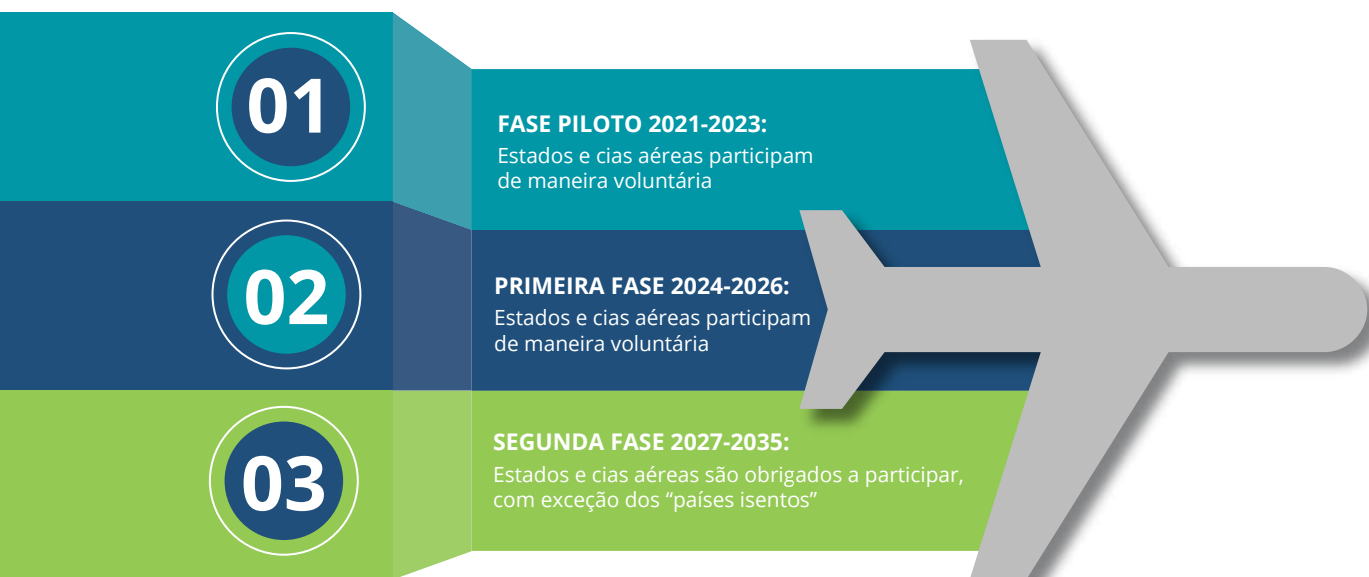 01
FASE PILOTO 2021-2023:
Estados e cias aéreas participam
de maneira voluntária
02
PRIMEIRA FASE 2024-2026:
Estados e cias aéreas participam
de maneira voluntária
03
SEGUNDA FASE 2027-2035:
Estados e cias aéreas são obrigados a participar,
com exceção dos “países isentos”